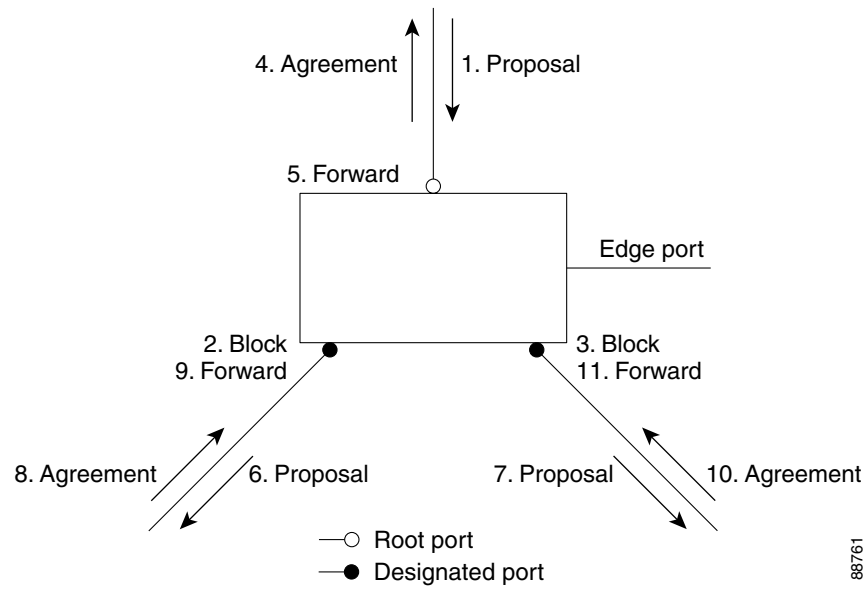 4. Agreement
1. Proposal
5. Forward
Edge port
2. Block
9. Forward
3. Block
11. Forward
8. Agreement
6. Proposal
7. Proposal
10. Agreement
Root port
Designated port
88761